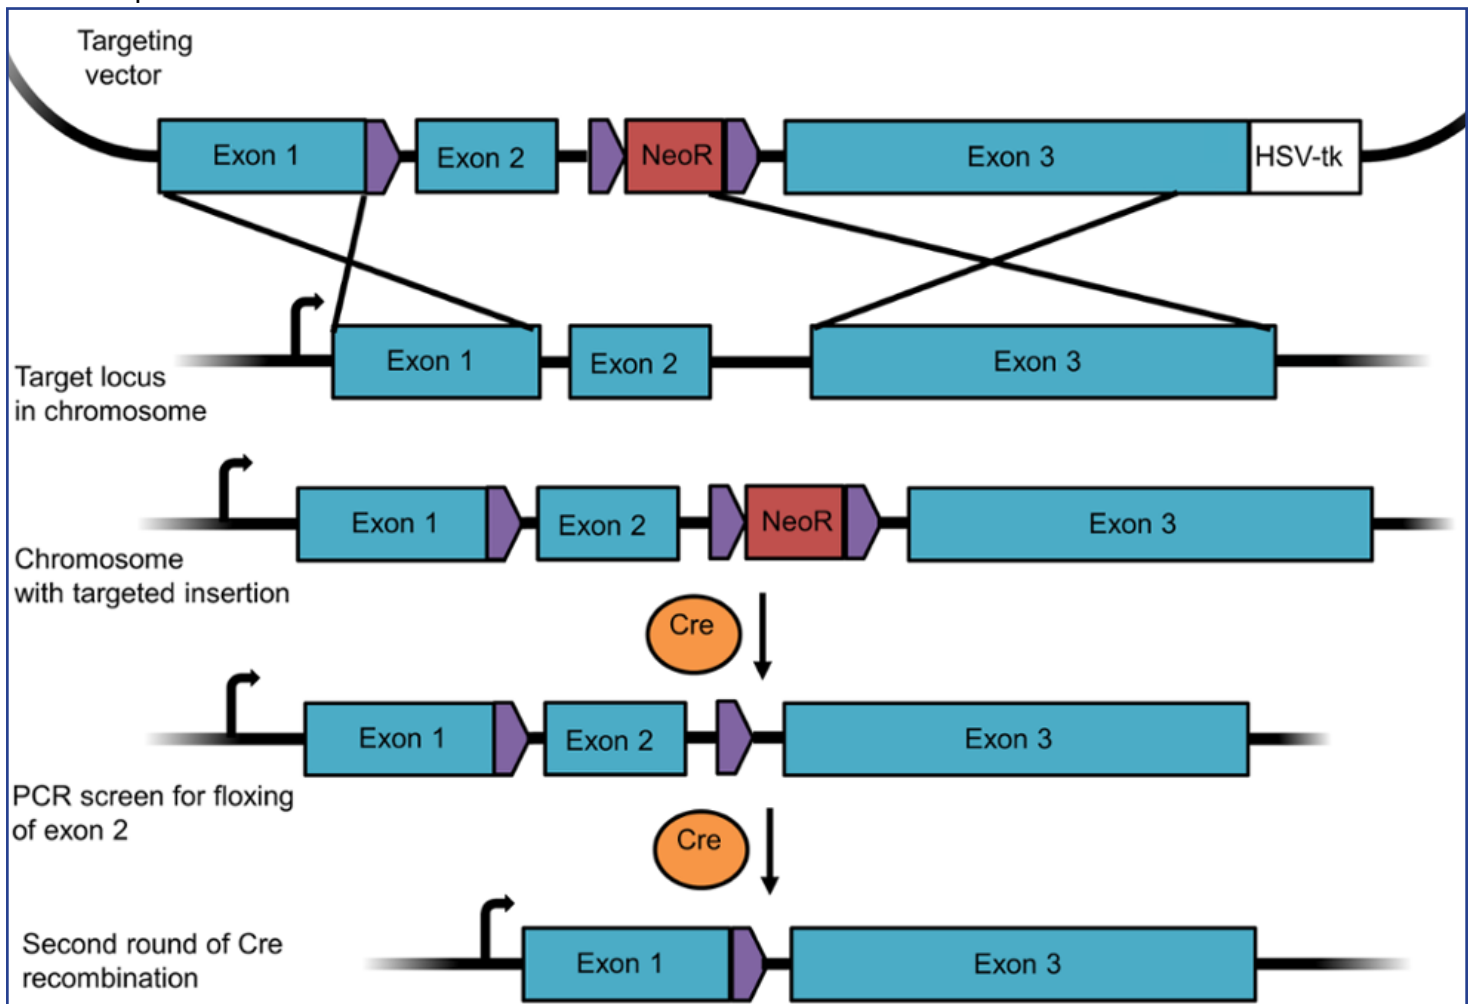 Targeting
vector
Exon 1
Exon 2
NeoR
Exon 3
HSV-tk
Exon 1
Exon 2
Exon 3
Target locus
in chromosome
Exon 1
Exon 2
NeoR
Exon 3
Chromosome
with targeted insertion
Cre
Exon 1
Exon 2
Exon 3
PCR screen for floxing
of exon 2
Cre
Exon 1
Exon 3
Second round of Cre
recombination